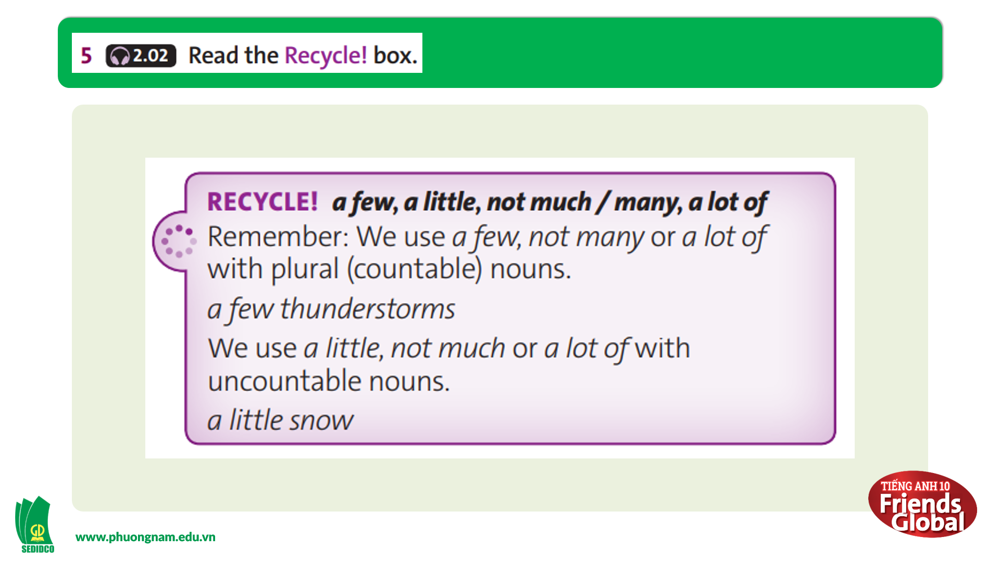 5 2.02 Read the Recycle! box.
RECYCLE! a few, a little, not much / many, a lot of
Remember: We use a few, not many or a lot of
with plural (countable) nouns.
a few thunderstorms
We use a little, not much or a lot of with
uncountable nouns.
a little snow
TIẾNG ANH 10
Friends
Global
GD
SEDIDCO
www.phuongnam.edu.vn